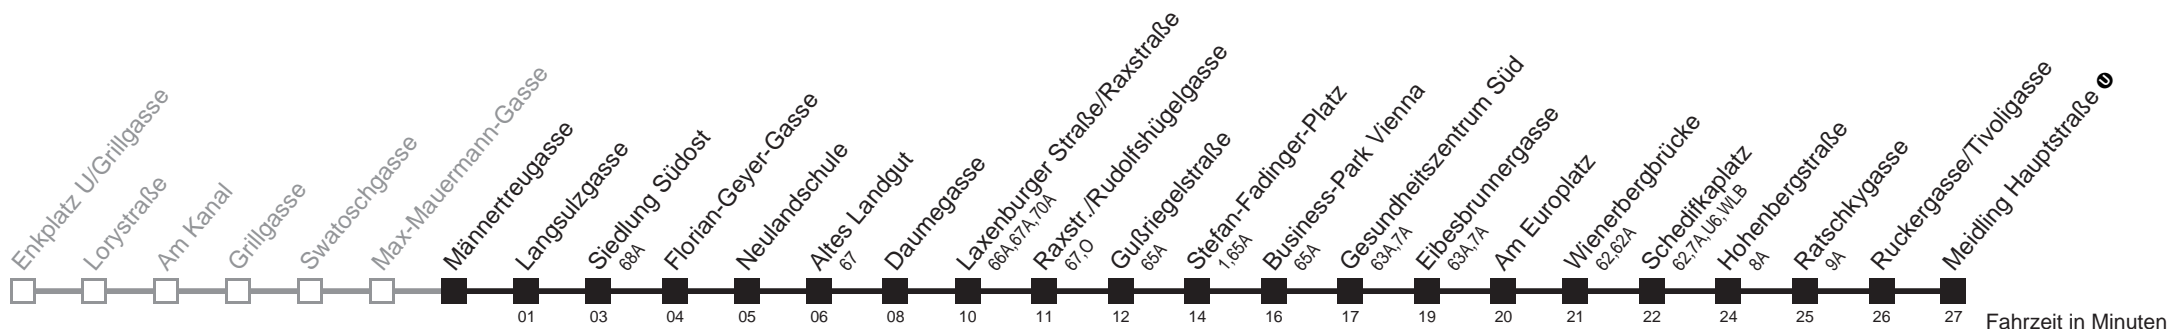 Enkplatz U/Grillgasse
Lorystraße
Am Kanal
Grillgasse
Swatoschgasse
Max-Mauermann-Gasse
Männertreugasse
Langsulzgasse
01
Siedlung Südost
68A
03
Florian-Geyer-Gasse
04
Neulandschule
05
Altes Landgut
67
06
Daumegasse
08
Laxenburger Straße/Raxstraße
66A,67A,70A
10
Raxstr./Rudolfshügelgasse
67,O
11
Gußriegelstraße
65A
12
Stefan-Fadinger-Platz
1,65A
14
Business-Park Vienna
65A
16
Gesundheitszentrum Süd
63A,7A
17
Eibesbrunnergasse
63A,7A
19
Am Europlatz
20
Wienerbergbrücke
62,62A
21
Schedifkaplatz
62,7A,U6,WLB
22
Hohenbergstraße
8A
24
Ratschkygasse
9A
25
Ruckergasse/Tivoligasse
26
Meidling Hauptstraße U
27
Fahrzeit in Minuten